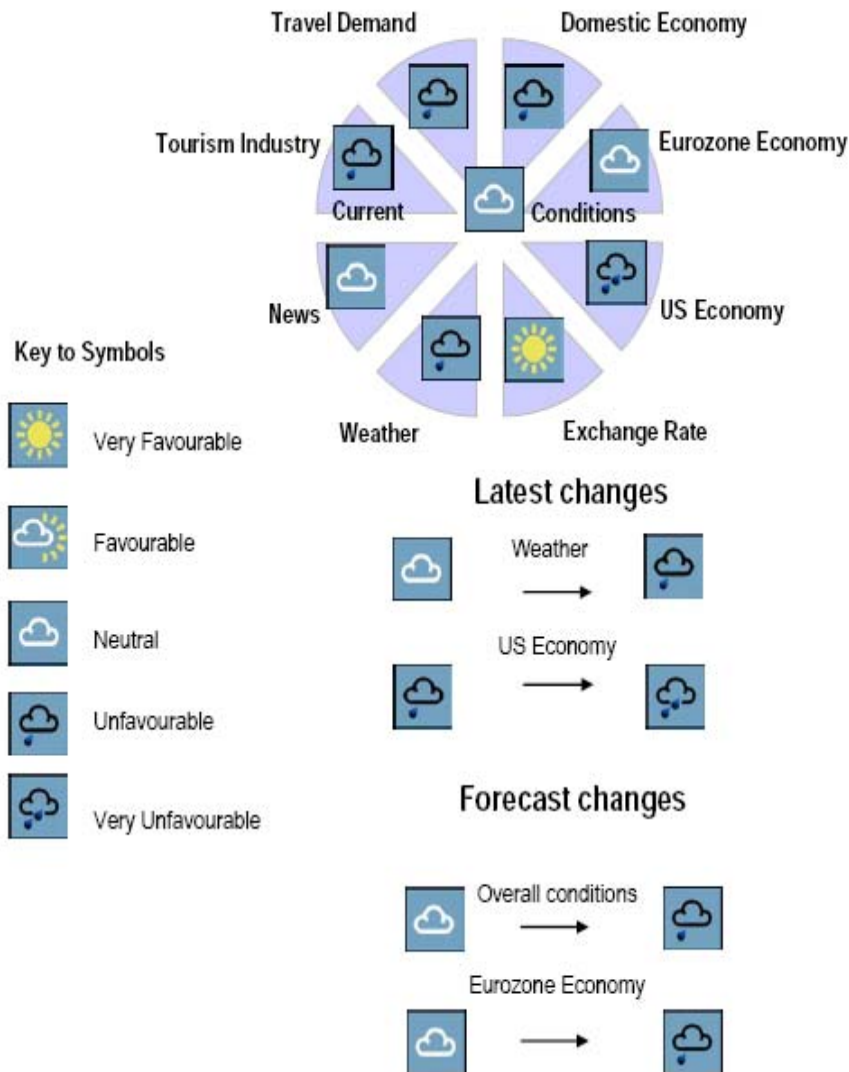 Travel Demand
Domestic Economy
Tourism Industry
Eurozone Economy
Current
Conditions
News
US Economy
Key to Symbols
Weather
Exchange Rate
Very Favourable
Favourable
Neutral
Unfavourable
Very Unfavourable
Latest changes
Weather
US Economy
Forecast changes
Overall conditions
Eurozone Economy